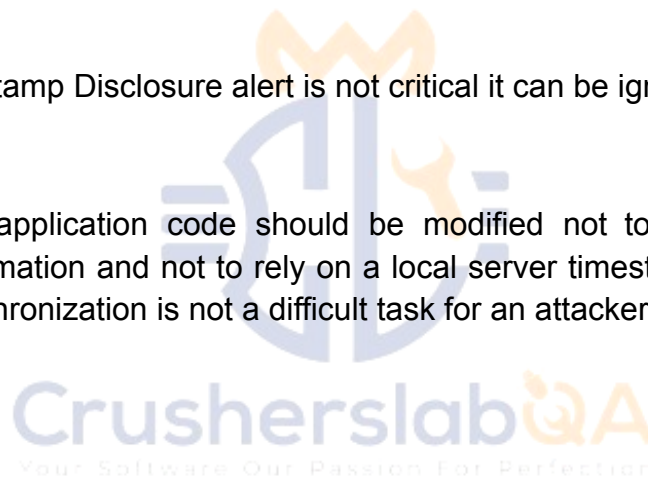 tamp Disclosure alert is not critical it can be ign
application code should be modified not to
mation and not to rely on a local server timest
hronization is not a difficult task for an attacker
CrusherslabQA
Your Software Our Passion For Perfection